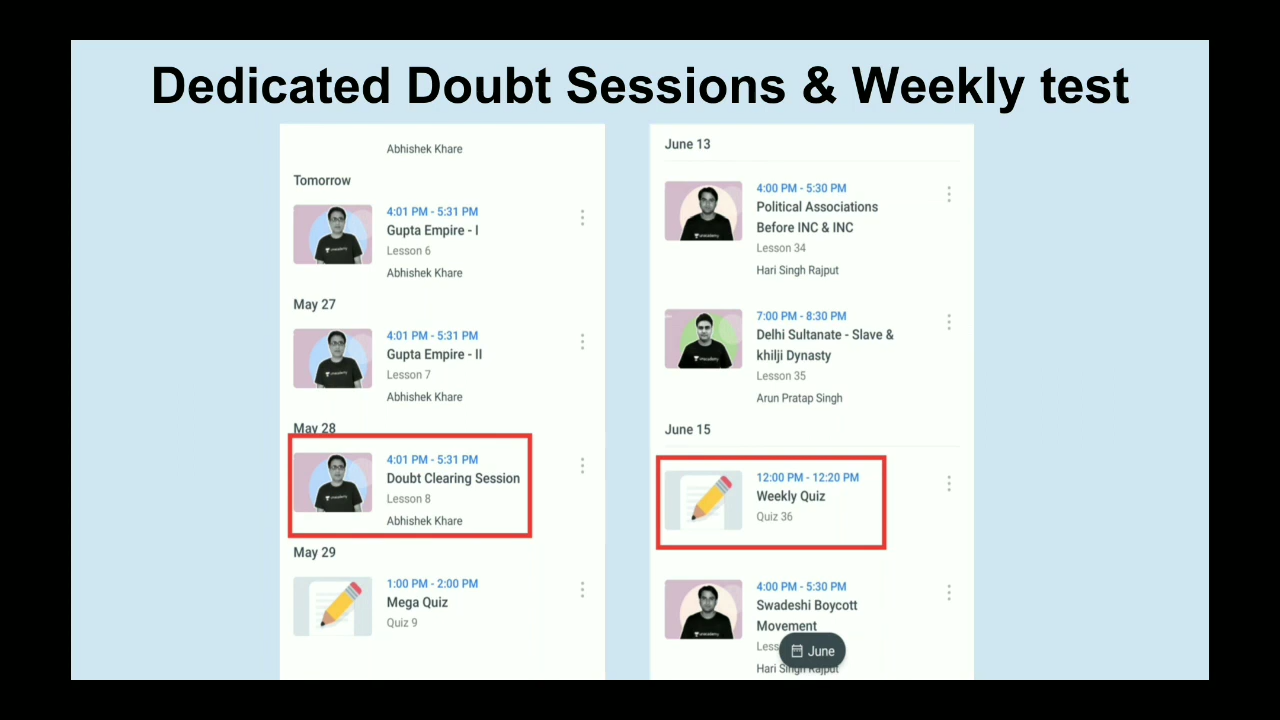 Dedicated Doubt Sessions & Weekly test
Abhishek Khare
Tomorrow
4:01 PM - 5:31 PM
Gupta Empire - I
Lesson 6
Abhishek Khare
May 27
4:01 PM - 5:31 PM
Gupta Empire - II
Lesson 7
Abhishek Khare
May 28
4:01 PM - 5:31 PM
Doubt Clearing Session
Lesson 8
Abhishek Khare
May 29
1:00 PM - 2:00 PM
Mega Quiz
Quiz 9
June 13
4:00 PM - 5:30 PM
Political Associations
Before INC & INC
Lesson 34
Hari Singh Rajput
7:00 PM - 8:30 PM
Delhi Sultanate - Slave &
khilji Dynasty
Lesson 35
Arun Pratap Singh
June 15
12:00 PM - 12:20 PM
Weekly Quiz
Quiz 36
4:00 PM - 5:30 PM
Swadeshi Boycott
Movement
June
Hari Singh Rajput